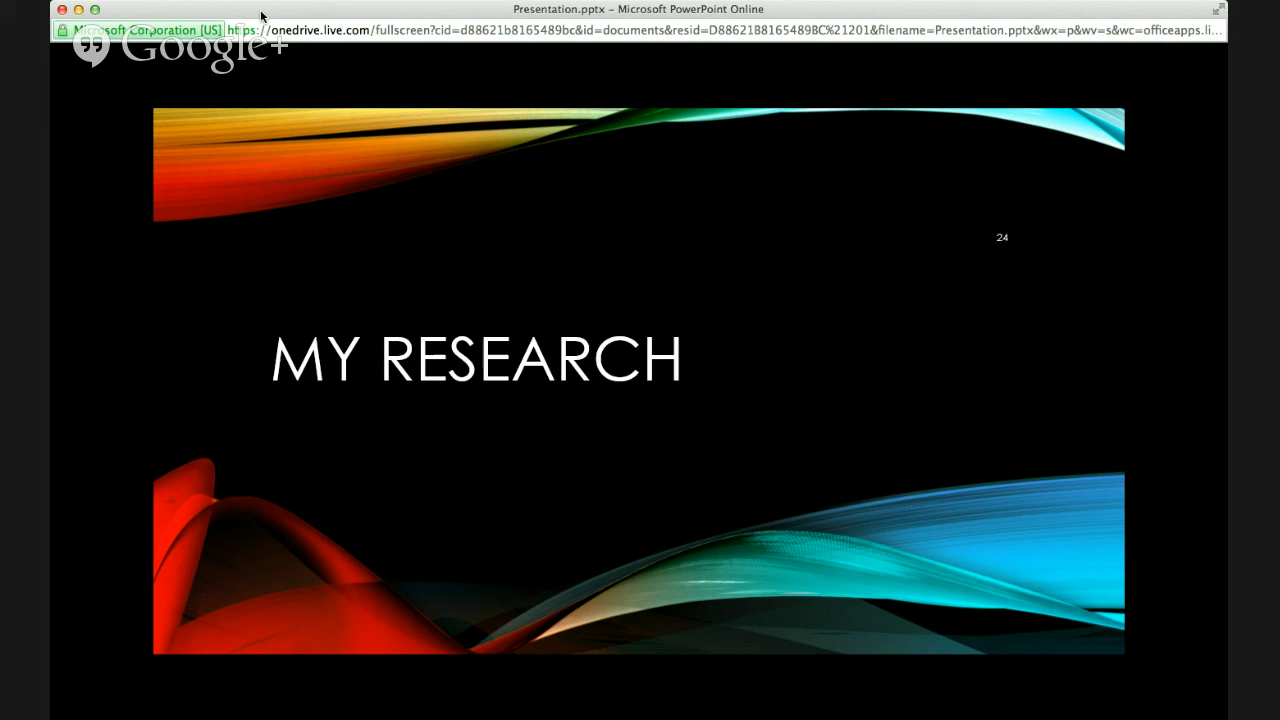 Presentation.pptx – Microsoft PowerPoint Online
Microsoft Corporation [US] https://onedrive.live.com/fullscreen?cid=d88621b8165489bc&id=documents&resid=D88621B8165489BC%21201&filename=Presentation.pptx&wx=p&wv=s&wc=officeapps.li...
Google+
24
MY RESEARCH